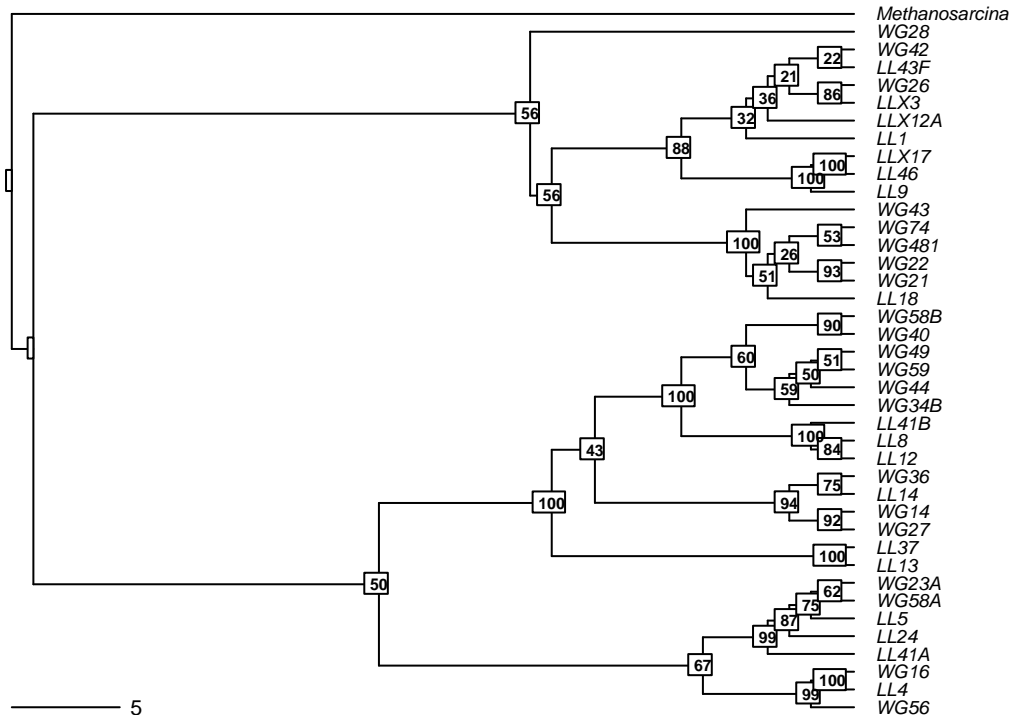 Methanosarcina
WG28
WG42
22
LL43F
21
WG26
36
86
LLX3
56
32
LLX12A
LL1
88
LLX17
100
100
LL46
LL9
56
WG43
WG74
53
100
WG481
26
WG22
51
93
WG21
LL18
WG58B
90
WG40
60
WG49
51
WG59
50
100
59
WG44
WG34B
LL41B
100
LL8
43
84
LL12
WG36
75
LL14
100
94
WG14
92
WG27
LL37
100
LL13
50
WG23A
62
WG58A
75
LL5
87
LL24
99
LL41A
67
WG16
100
LL4
99
WG56
5